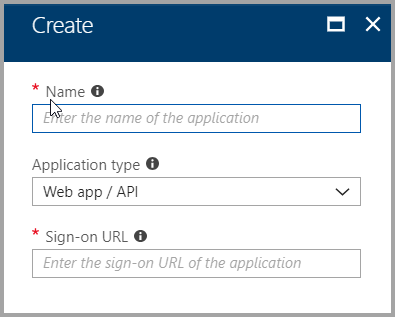 Create
* Name
Enter the name of the application
Application type
Web app / API
* Sign-on URL
Enter the sign-on URL of the application